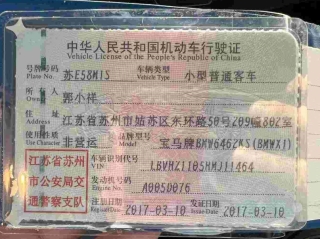 中华人民共和国机动车行驶证
Vehicle License of the People's Republic of China
号牌号码 Plate No. 苏E58M1S 车辆类型 Vehicle Type 小型普通客车
所有人 Owner 郭小祥
住址 Address 江苏省苏州市姑苏区东环路50号209幢802室
使用性质 Use Character 非营运 品牌型号 Model 宝马牌BMW6462KS(BMWX1)
江苏省苏州 车辆识别代号 VIN LBVHZ1105HMJ11464
市公安局交 发动机号码 Engine No. A0050076
通警察支队 注册日期 Register Date 2017-03-10 发证日期 Issue Date 2017-03-10